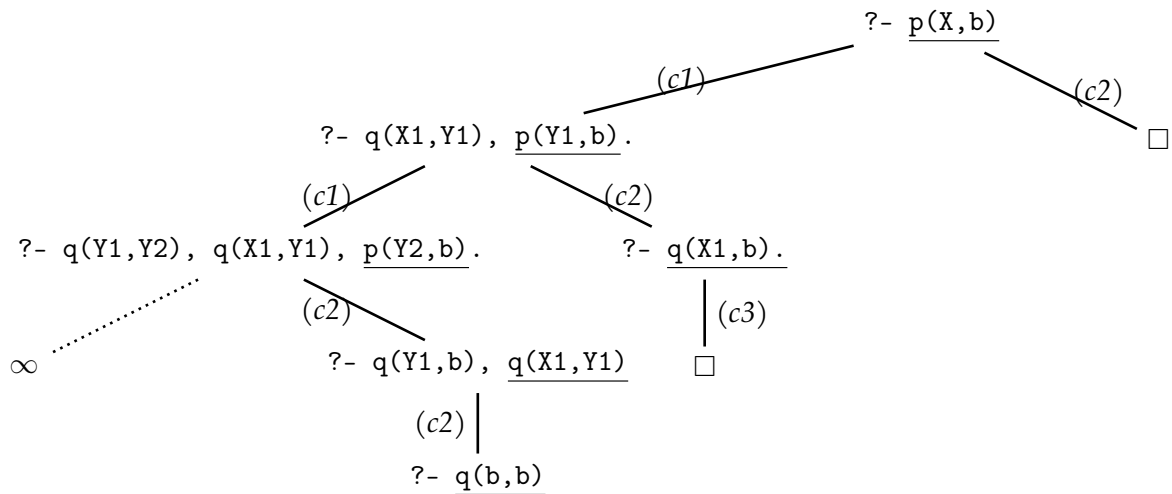 ?- p(X,b)
(c1)
(c2)
?- q(X1,Y1), p(Y1,b).
□
(c1)
(c2)
?- q(Y1,Y2), q(X1,Y1), p(Y2,b).
?- q(X1,b).
(c2)
(c3)
∞
?- q(Y1,b), q(X1,Y1)
□
(c2)
?- q(b,b)